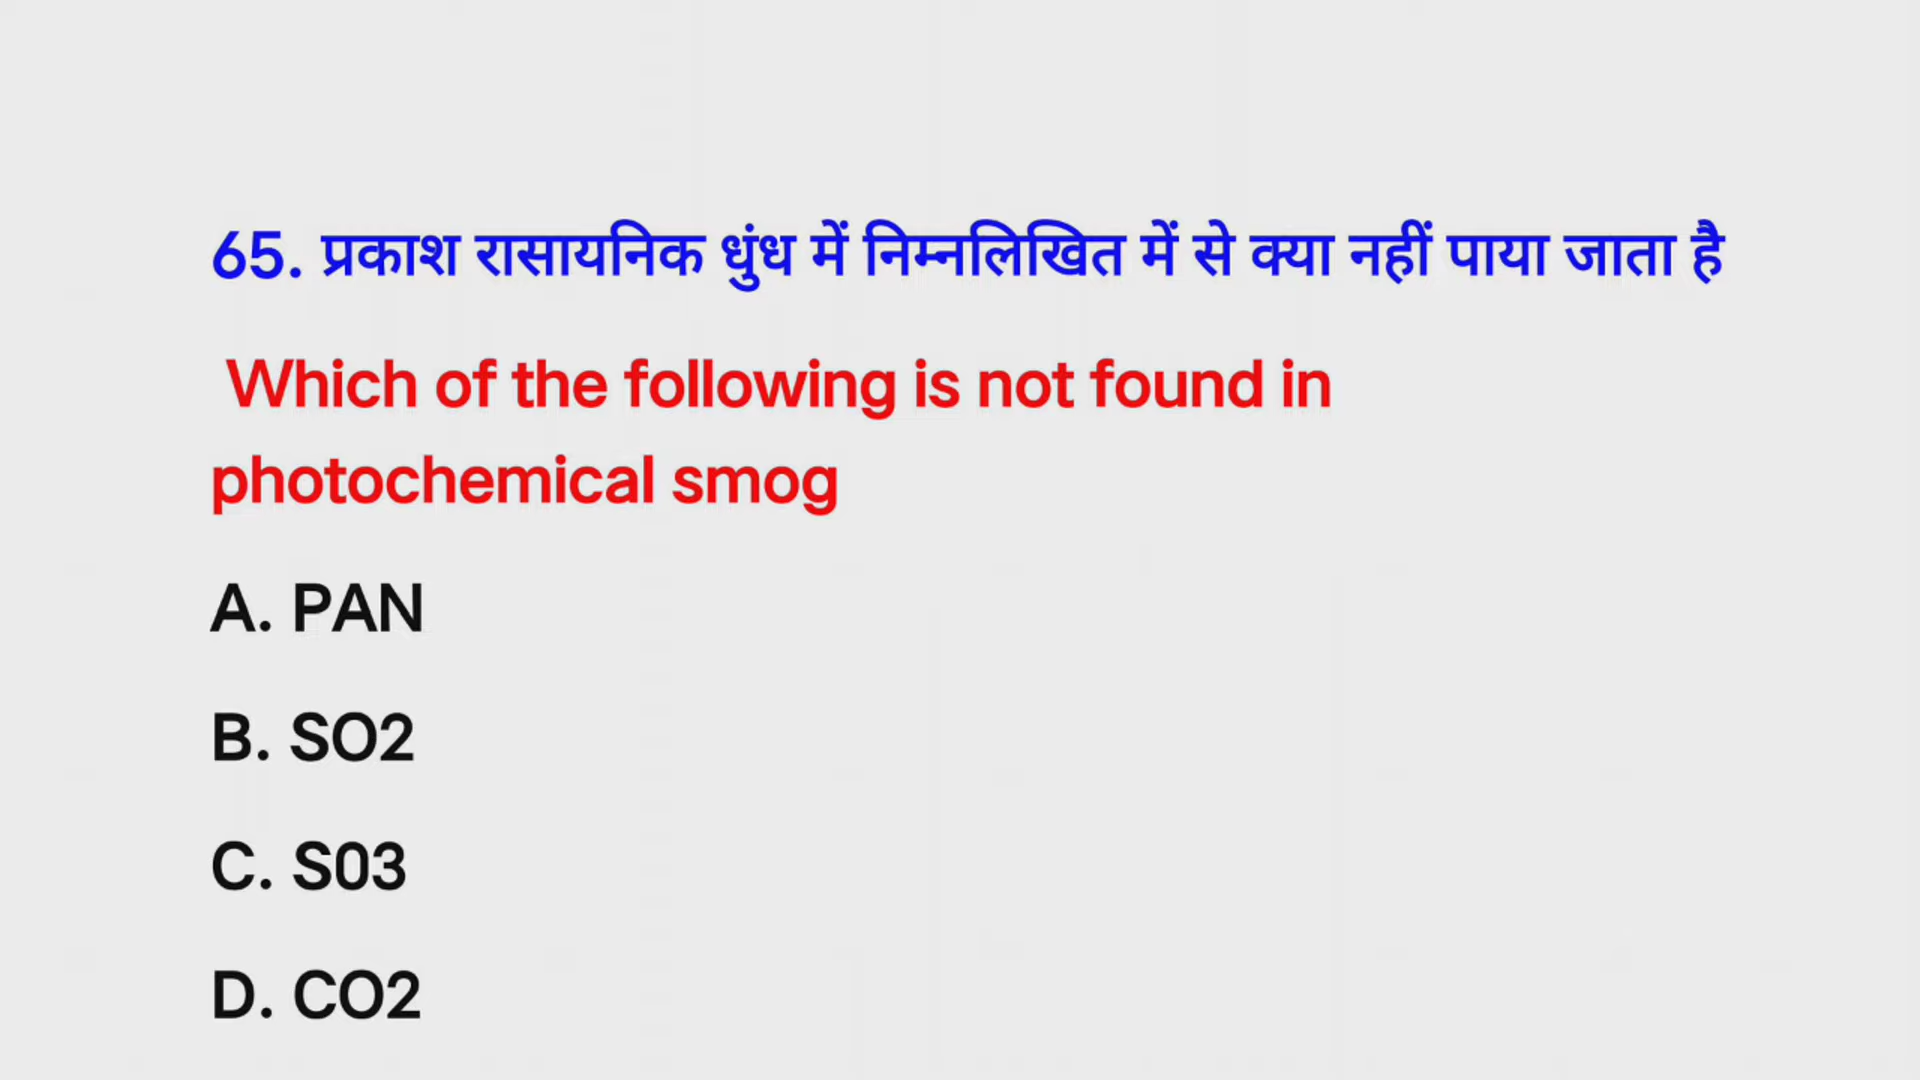 65. प्रकाश रासायनिक धुंध में निम्नलिखित में से क्या नहीं पाया जाता है
Which of the following is not found in
photochemical smog
A. PAN
B. SO2
C. S03
D. CO2